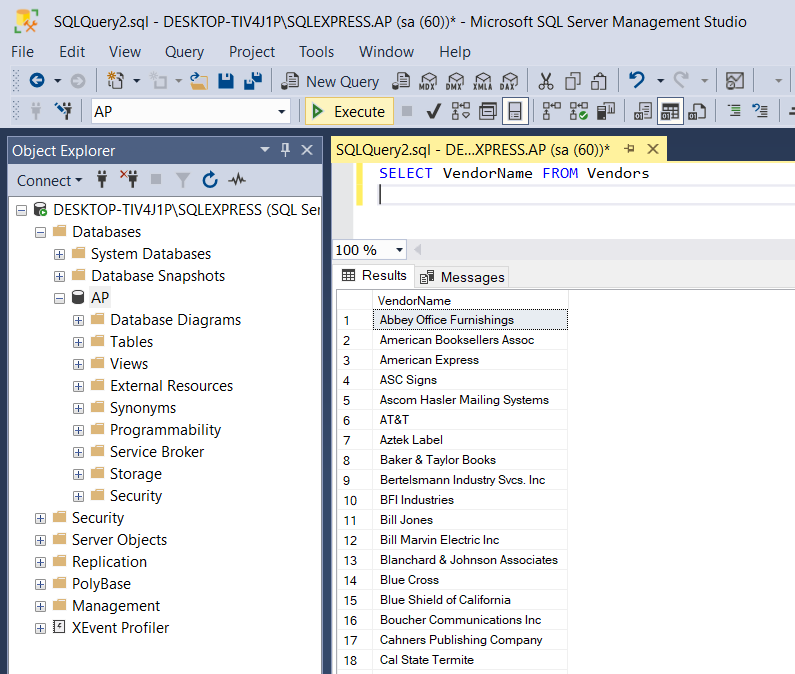 SQLQuery2.sql - DESKTOP-TIV4J1P\SQLEXPRESS.AP (sa (60))* - Microsoft SQL Server Management Studio
File Edit View Query Project Tools Window Help
New Query MDX DMX XMLA DAX
AP Execute
Object Explorer
Connect
DESKTOP-TIV4J1P\SQLEXPRESS (SQL Ser
Databases
System Databases
Database Snapshots
AP
Database Diagrams
Tables
Views
External Resources
Synonyms
Programmability
Service Broker
Storage
Security
Security
Server Objects
Replication
PolyBase
Management
XEvent Profiler
SQLQuery2.sql - DE...XPRESS.AP (sa (60))*
SELECT VendorName FROM Vendors
100 %
Results Messages
VendorName
1 Abbey Office Furnishings
2 American Booksellers Assoc
3 American Express
4 ASC Signs
5 Ascom Hasler Mailing Systems
6 AT&T
7 Aztek Label
8 Baker & Taylor Books
9 Bertelsmann Industry Svcs. Inc
10 BFI Industries
11 Bill Jones
12 Bill Marvin Electric Inc
13 Blanchard & Johnson Associates
14 Blue Cross
15 Blue Shield of California
16 Boucher Communications Inc
17 Cahners Publishing Company
18 Cal State Termite